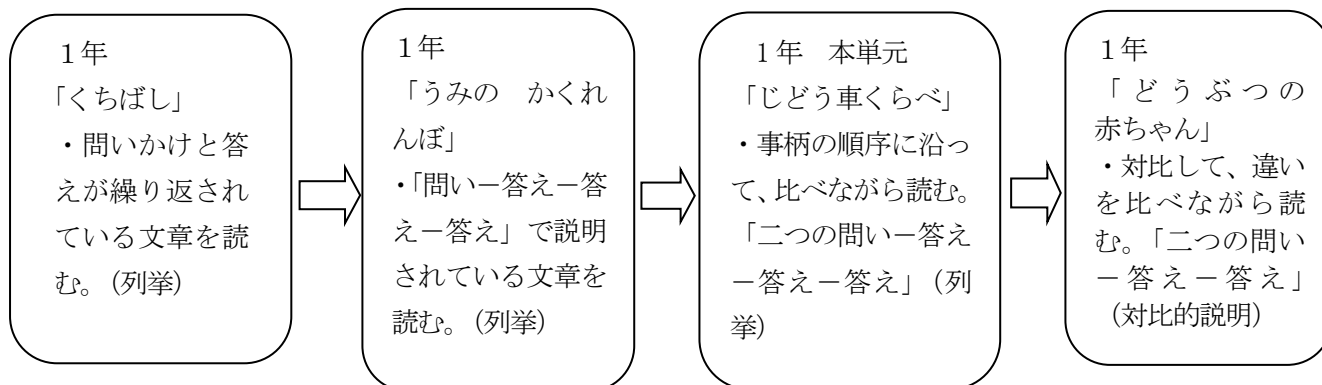 １年
「くちばし」
・問いかけと答
えが繰り返され
ている文章を読
む。（列挙）
１年
「うみの　かくれ
んぼ」
・「問い－答え－答
え－答え」で説明
されている文章を
読む。（列挙）
１年　本単元
「じどう車くらべ」
・事柄の順序に沿っ
て、比べながら読む。
「二つの問い－答え
－答え－答え」（列
挙）
１年
「どうぶつの
赤ちゃん」
・対比して、違い
を比べながら読
む。「二つの問い
－答え－答え」
（対比的説明）